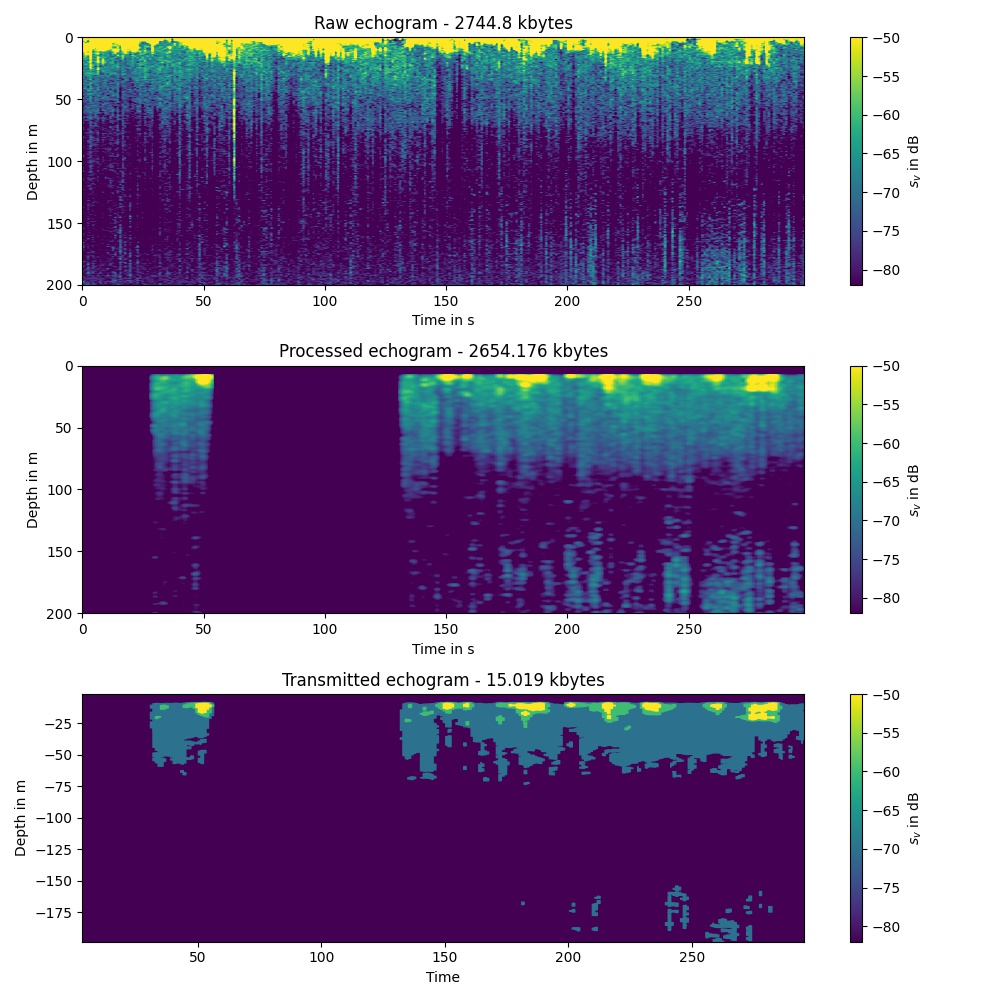 Raw echogram - 2744.8 kbytes
0
50
100
150
200
Depth in m
0 50 100 150 200 250
Time in s
−50
−55
−60
−65
−70
−75
−80
sv in dB
Processed echogram - 2654.176 kbytes
0
50
100
150
200
Depth in m
0 50 100 150 200 250
Time in s
−50
−55
−60
−65
−70
−75
−80
sv in dB
Transmitted echogram - 15.019 kbytes
−25
−50
−75
−100
−125
−150
−175
Depth in m
50 100 150 200 250
Time
−50
−55
−60
−65
−70
−75
−80
sv in dB